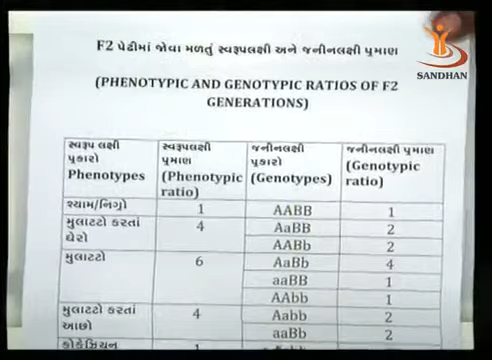 SANDHAN
F2 પેઢીમાં જોવા મળતું સ્વરૂપલક્ષી અને જનીનલક્ષી પ્રમાણ
(PHENOTYPIC AND GENOTYPIC RATIOS OF F2
GENERATIONS)
સ્વરૂપ લક્ષી પ્રકારો Phenotypes | સ્વરૂપલક્ષી પ્રમાણ (Phenotypic ratio) | જનીનલક્ષી પ્રકારો (Genotypes) | જનીનલક્ષી પ્રમાણ (Genotypic ratio)
શ્યામ/નિગ્રો 1 AABB 1
મુલાટ્ટો કરતાં ઘેરો 4 AaBB 2
AABb 2
મુલાટ્ટો 6 AaBb 4
aaBB 1
AAbb 1
મુલાટ્ટો કરતાં આછો 4 Aabb 2
aaBb 2
કોકેઝિયન 1